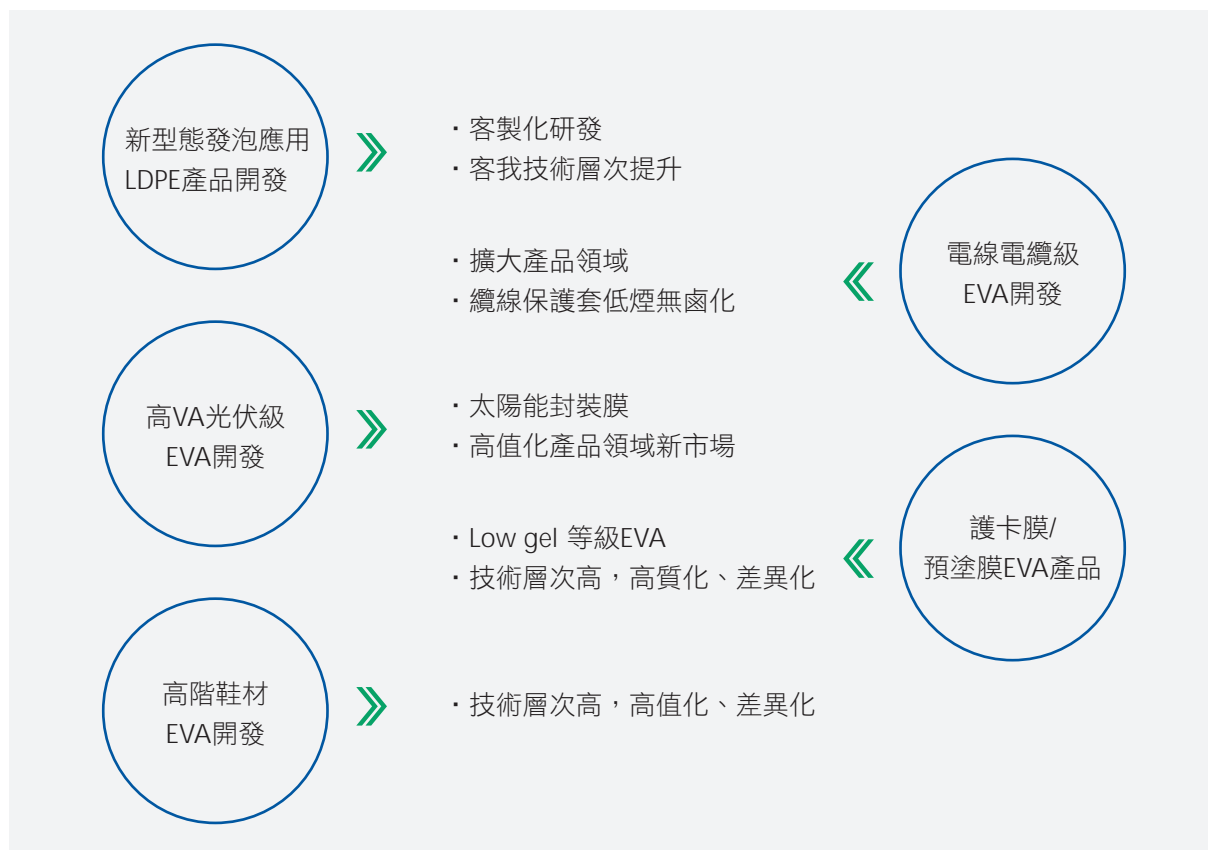 新型態發泡應用
LDPE產品開發
・客製化研發
・客我技術層次提升
電線電纜級
EVA開發
・擴大產品領域
・纜線保護套低煙無鹵化
高VA光伏級
EVA開發
・太陽能封裝膜
・高值化產品領域新市場
護卡膜/
預塗膜EVA產品
・Low gel 等級EVA
・技術層次高，高質化、差異化
高階鞋材
EVA開發
・技術層次高，高值化、差異化